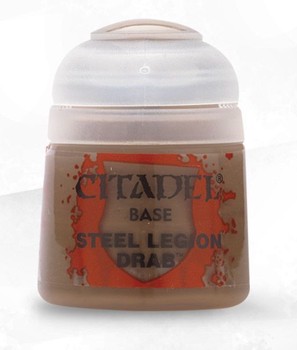 CITADEL®
BASE
STEEL LEGION
DRAB